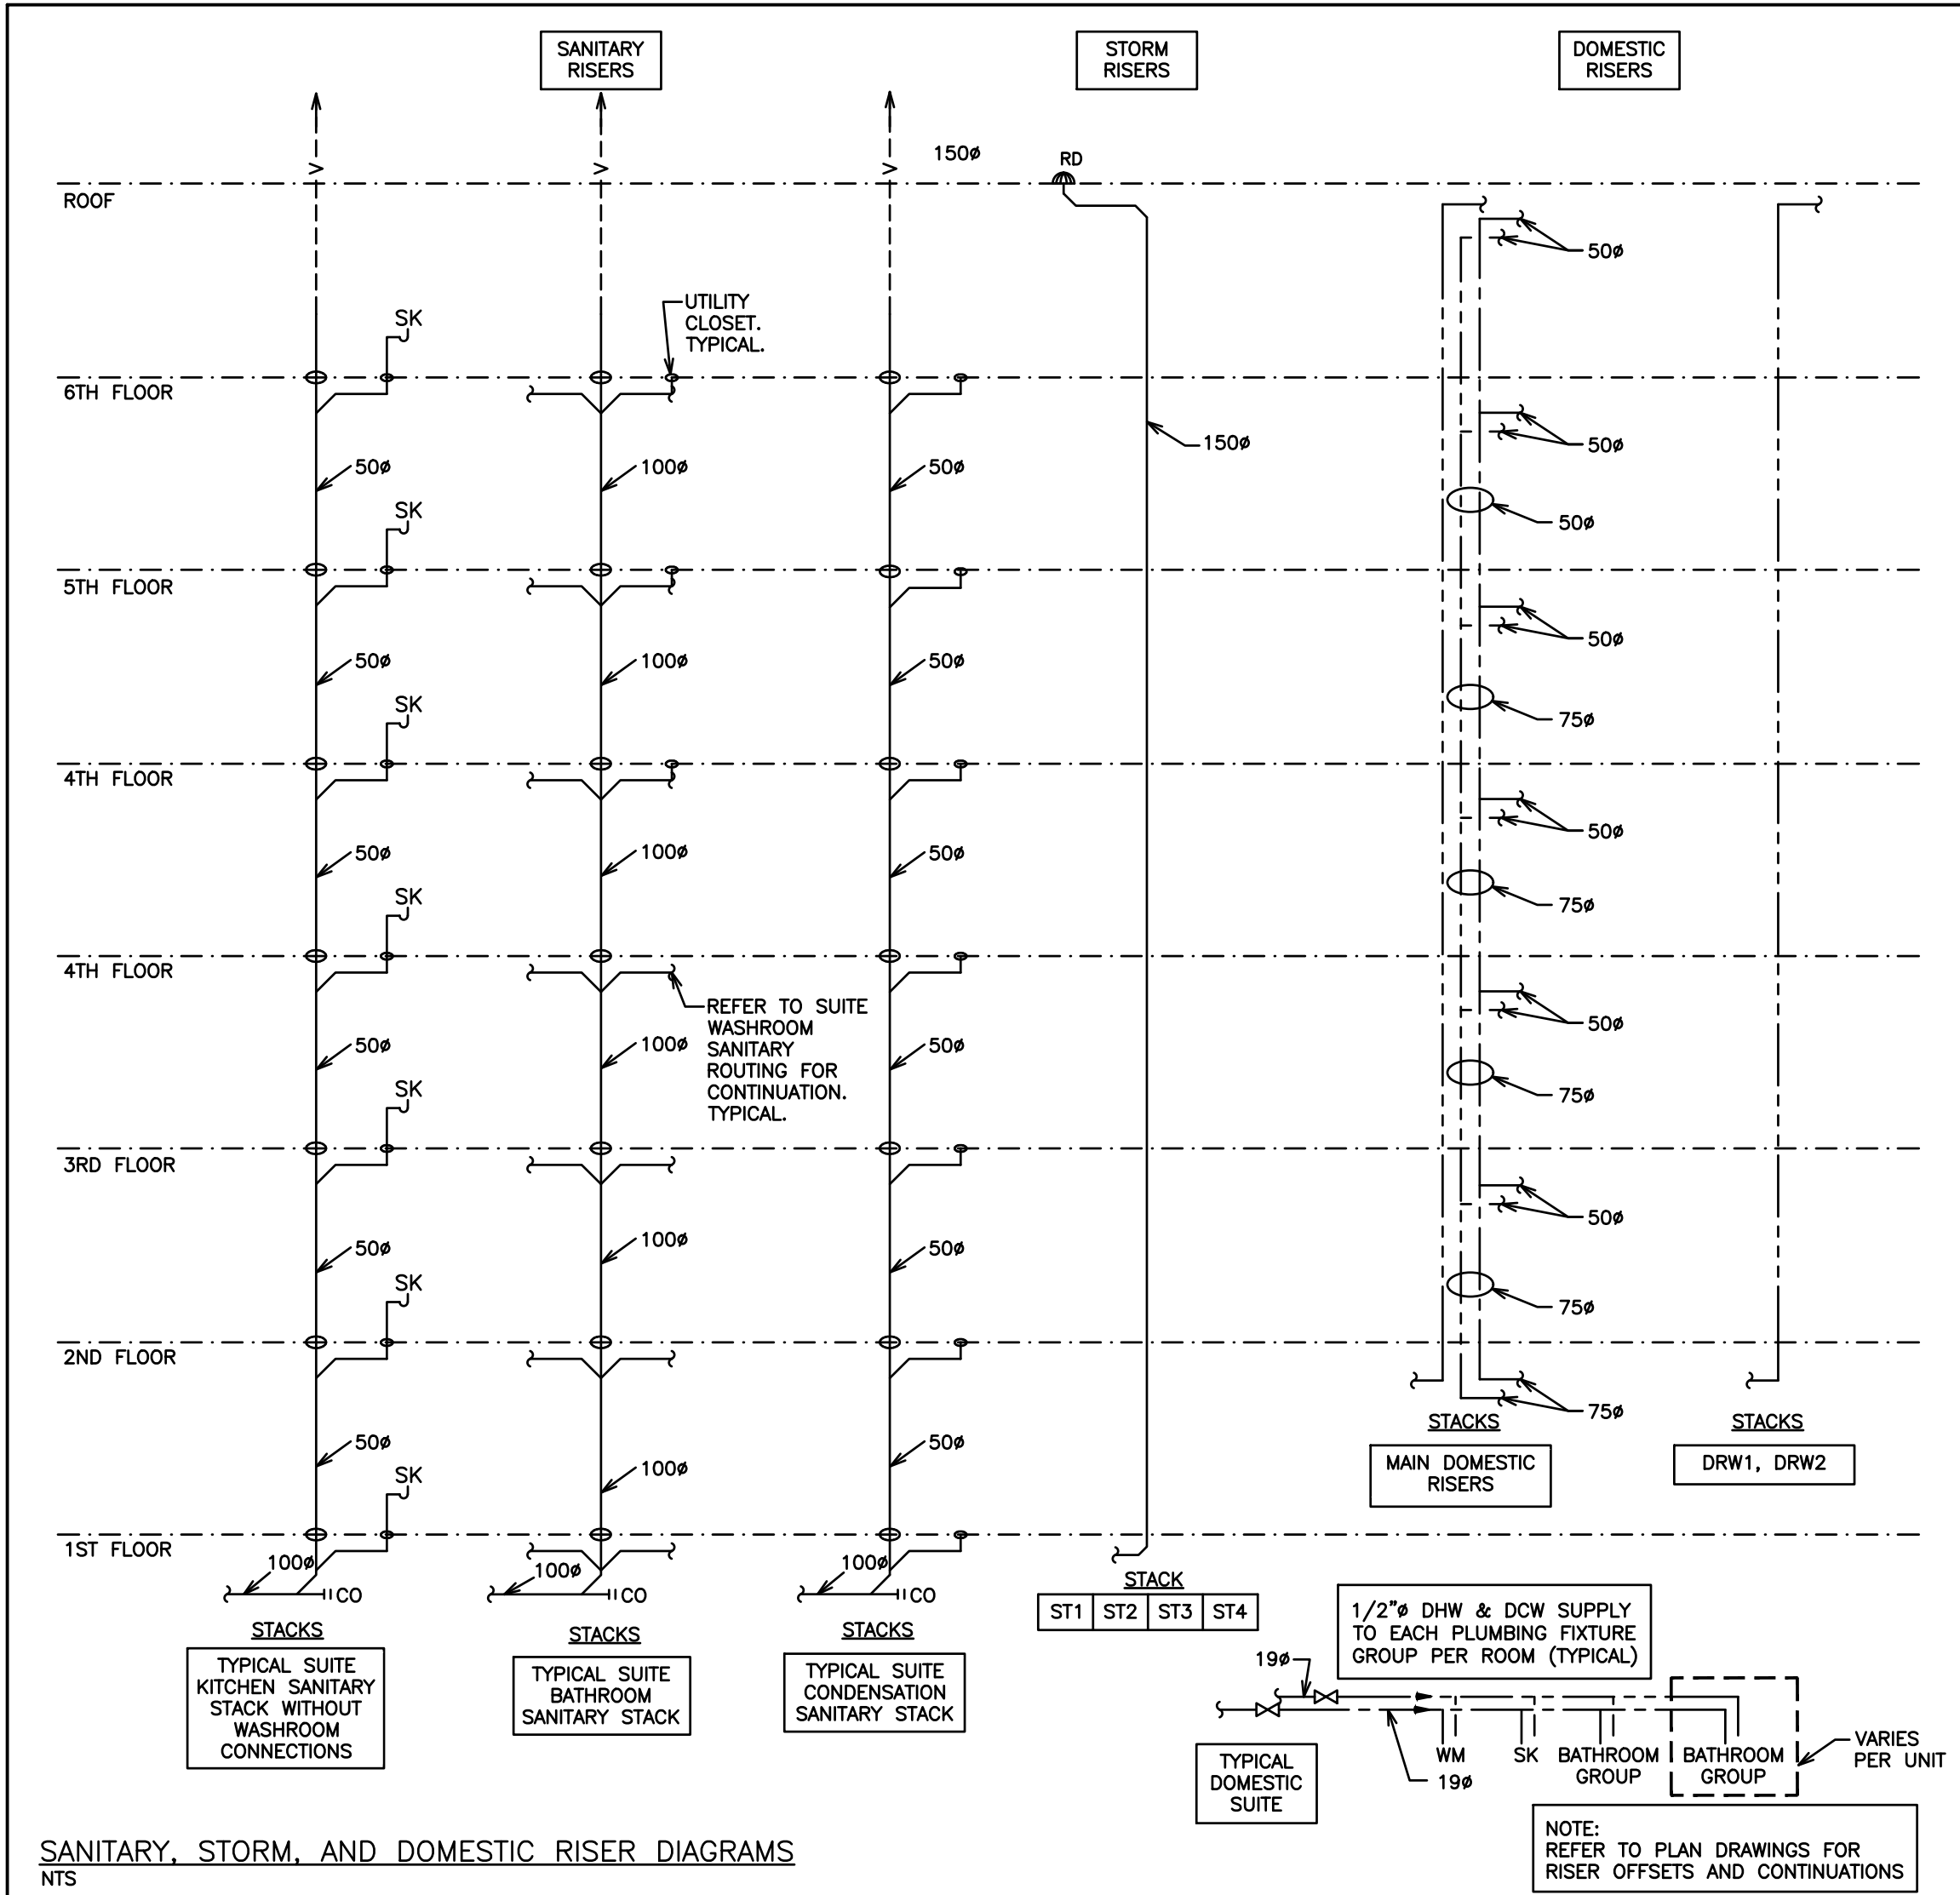 SANITARY
RISERS
STORM
RISERS
DOMESTIC
RISERS
150ø
RD
ROOF
50ø
SK
UTILITY
CLOSET.
TYPICAL.
6TH FLOOR
150ø
50ø
50ø
100ø
50ø
50ø
SK
5TH FLOOR
50ø
50ø
100ø
50ø
75ø
SK
4TH FLOOR
50ø
50ø
100ø
50ø
75ø
SK
4TH FLOOR
REFER TO SUITE
WASHROOM
SANITARY
ROUTING FOR
CONTINUATION.
TYPICAL.
50ø
50ø
100ø
50ø
75ø
SK
3RD FLOOR
50ø
50ø
100ø
50ø
75ø
SK
2ND FLOOR
75ø
50ø
100ø
50ø
SK
STACKS
MAIN DOMESTIC
RISERS
STACKS
DRW1, DRW2
1ST FLOOR
100ø
CO
100ø
CO
100ø
CO
STACKS
TYPICAL SUITE
KITCHEN SANITARY
STACK WITHOUT
WASHROOM
CONNECTIONS
STACKS
TYPICAL SUITE
BATHROOM
SANITARY STACK
STACKS
TYPICAL SUITE
CONDENSATION
SANITARY STACK
STACK
ST1 ST2 ST3 ST4
1/2"ø DHW & DCW SUPPLY
TO EACH PLUMBING FIXTURE
GROUP PER ROOM (TYPICAL)
19ø
WM
SK
BATHROOM
GROUP
BATHROOM
GROUP
VARIES
PER UNIT
19ø
TYPICAL
DOMESTIC
SUITE
NOTE:
REFER TO PLAN DRAWINGS FOR
RISER OFFSETS AND CONTINUATIONS
SANITARY, STORM, AND DOMESTIC RISER DIAGRAMS
NTS